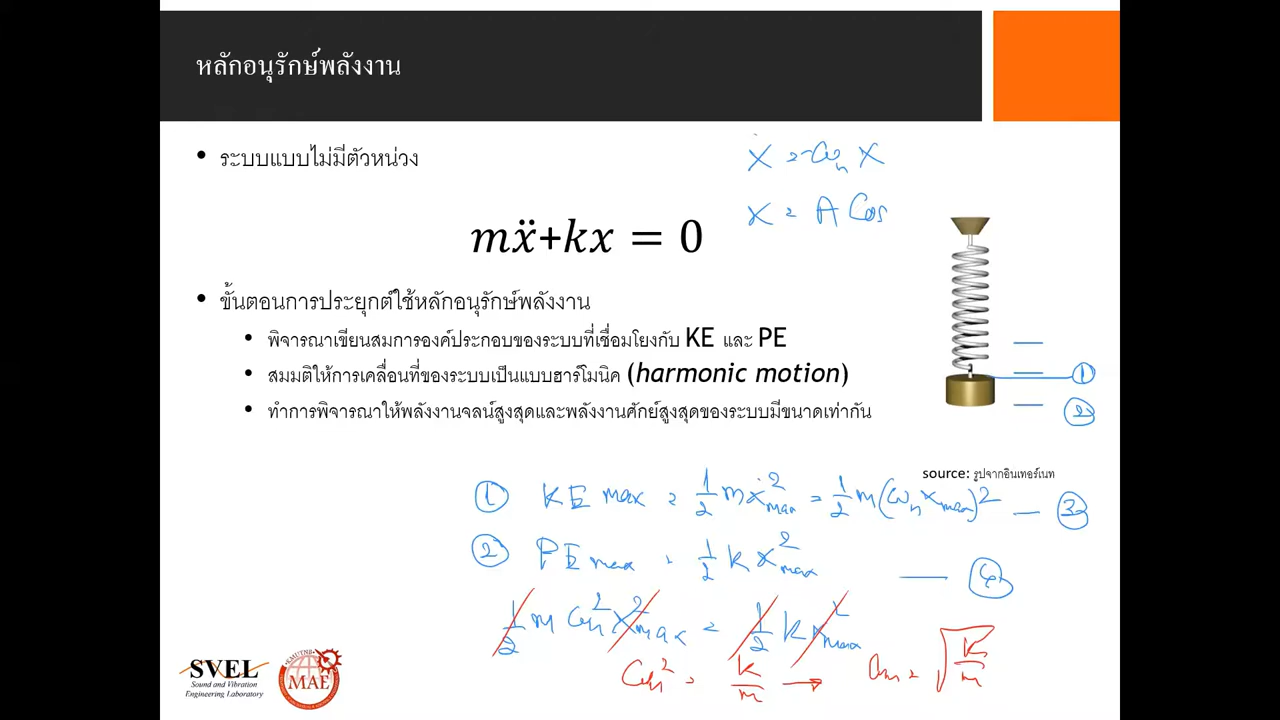 หลักอนุรักษ์พลังงาน
• ระบบแบบไม่มีตัวหน่วง
ẋ = ω_n x
x = A Cos
mẍ+kx = 0
• ขั้นตอนการประยุกต์ใช้หลักอนุรักษ์พลังงาน
• พิจารณาเขียนสมการองค์ประกอบของระบบที่เชื่อมโยงกับ KE และ PE
• สมมติให้การเคลื่อนที่ของระบบเป็นแบบฮาร์โมนิค (harmonic motion)
① 
• ทำการพิจารณาให้พลังงานจลน์สูงสุดและพลังงานศักย์สูงสุดของระบบมีขนาดเท่ากัน
②
source: รูปจากอินเทอร์เนท
① KE max = 1/2 m ẋ²max = 1/2 m (ω_n x_max)² — ③
② PE max = 1/2 k x²max — ④
1/2 m ω_n² x²max = 1/2 k x²max
ω_n² = k/m → ω_n = √(k/m)
SVEL
Sound and Vibration
Engineering Laboratory
KMUTNB
MAE